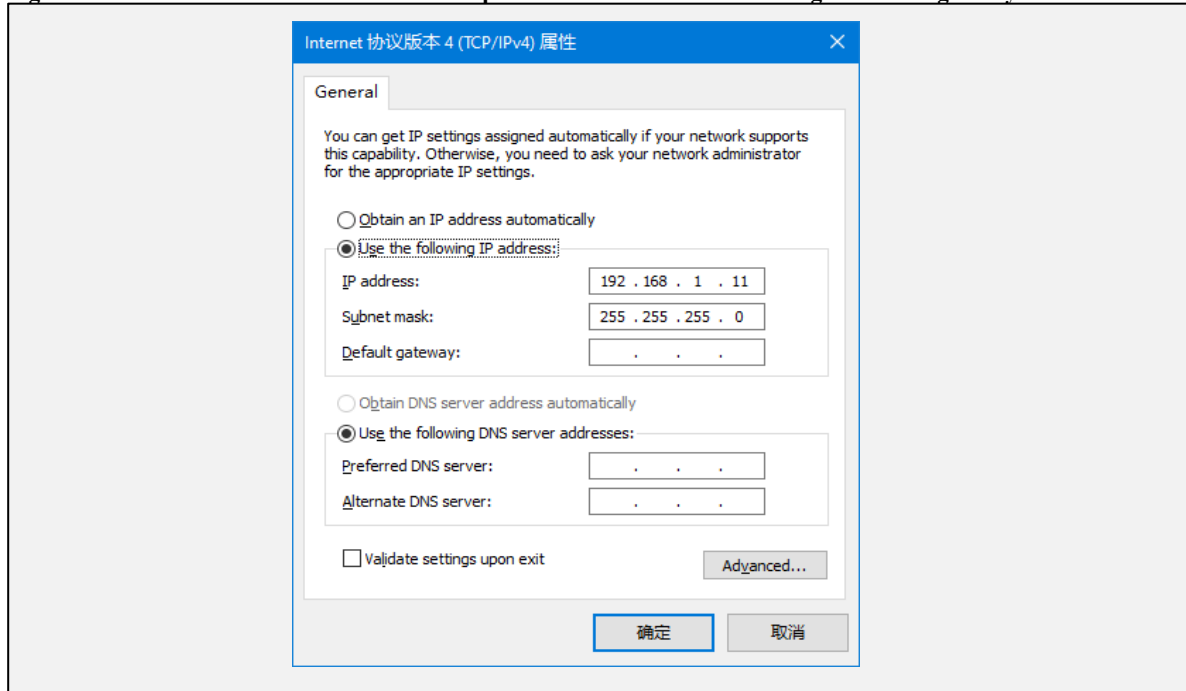 Internet 协议版本 4 (TCP/IPv4) 属性
General
You can get IP settings assigned automatically if your network supports
this capability. Otherwise, you need to ask your network administrator
for the appropriate IP settings.
Obtain an IP address automatically
Use the following IP address:
IP address: 192 . 168 . 1 . 11
Subnet mask: 255 . 255 . 255 . 0
Default gateway: . . .
Obtain DNS server address automatically
Use the following DNS server addresses:
Preferred DNS server: . . .
Alternate DNS server: . . .
Validate settings upon exit
Advanced...
确定 取消